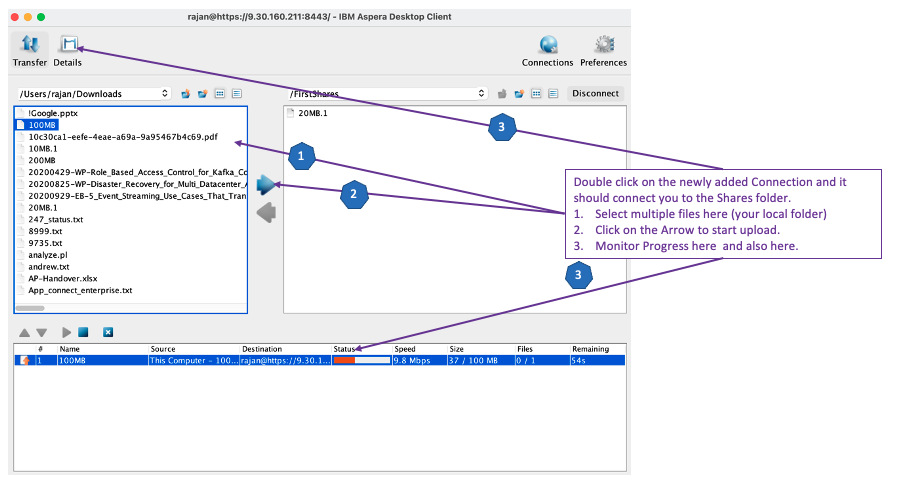 rajan@https://9.30.160.211:8443/ - IBM Aspera Desktop Client
Transfer Details Connections Preferences
/Users/rajan/Downloads /FirstShares Disconnect
!Google.pptx
100MB
10c30ca1-eefe-4eae-a69a-9a95467b4c69.pdf
10MB.1
200MB
20200429-WP-Role_Based_Access_Control_for_Kafka_Co
20200825-WP-Disaster_Recovery_for_Multi_Datacenter_A
20200929-EB-5_Event_Streaming_Use_Cases_That_Tran
20MB.1
247_status.txt
8999.txt
9735.txt
analyze.pl
andrew.txt
AP-Handover.xlsx
App_connect_enterprise.txt
20MB.1
1
2
3
Double click on the newly added Connection and it
should connect you to the Shares folder.
1. Select multiple files here (your local folder)
2. Click on the Arrow to start upload.
3. Monitor Progress here and also here.
3
# Name Source Destination Status Speed Size Files Remaining
1 100MB This Computer - 100... rajan@https://9.30.1... 9.8 Mbps 37 / 100 MB 0 / 1 54s